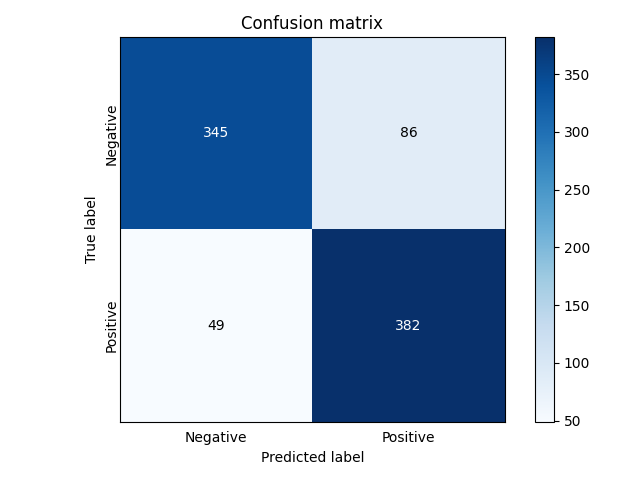 Confusion matrix
Negative
345
86
Positive
49
382
True label
Negative
Positive
Predicted label
350
300
250
200
150
100
50